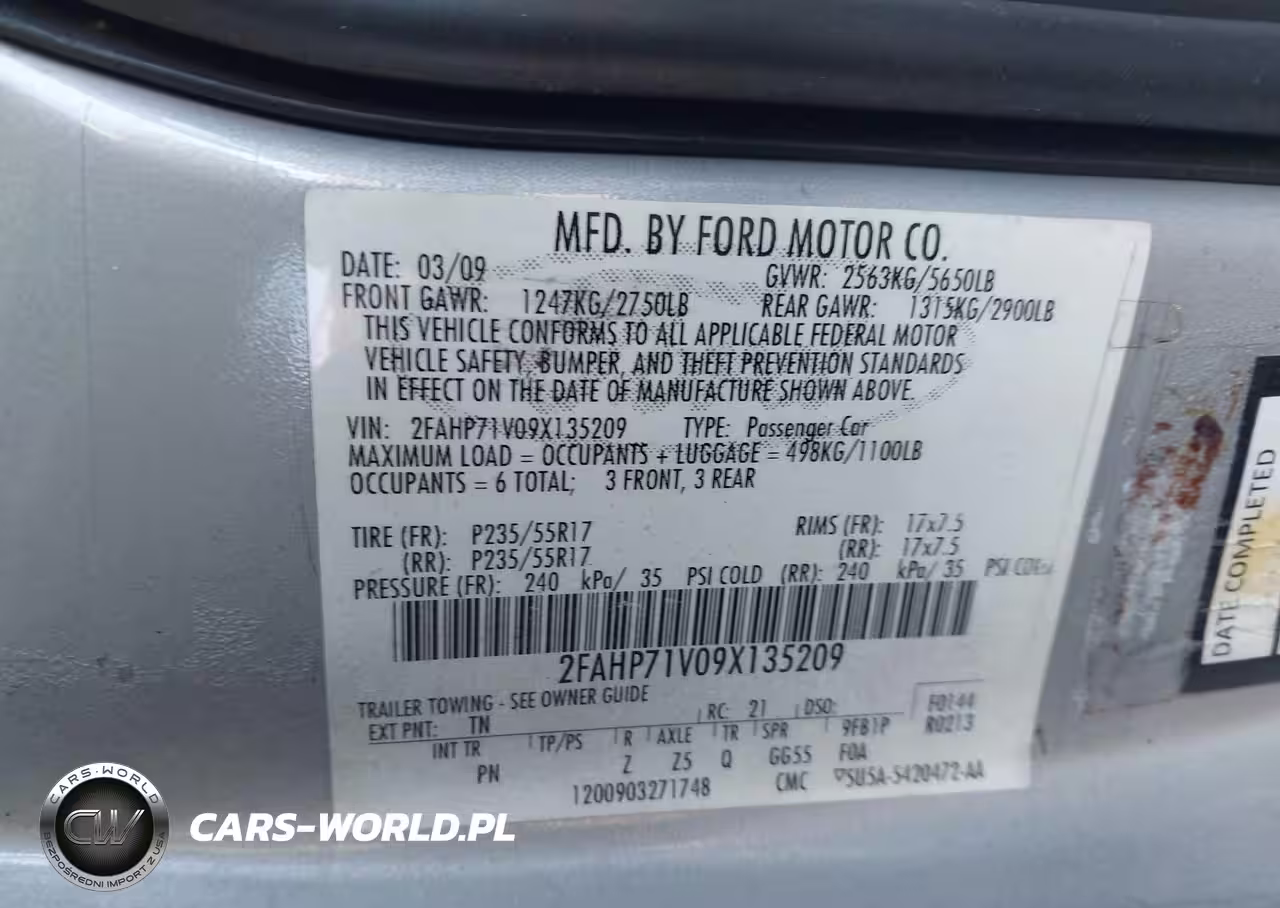 MFD. BY FORD MOTOR CO.
DATE: 03/09 GVWR: 2563KG/5650LB
FRONT GAWR: 1247KG/2750LB REAR GAWR: 1315KG/2900LB
THIS VEHICLE CONFORMS TO ALL APPLICABLE FEDERAL MOTOR
VEHICLE SAFETY, BUMPER, AND THEFT PREVENTION STANDARDS
IN EFFECT ON THE DATE OF MANUFACTURE SHOWN ABOVE.
VIN: 2FAHP71V09X135209 TYPE: Passenger Car
MAXIMUM LOAD = OCCUPANTS + LUGGAGE = 498KG/1100LB
OCCUPANTS = 6 TOTAL; 3 FRONT, 3 REAR
TIRE (FR): P235/55R17 RIMS (FR): 17x7.5
(RR): P235/55R17 (RR): 17x7.5
PRESSURE (FR): 240 kPa/ 35 PSI COLD (RR): 240 kPa/ 35 PSI
2FAHP71V09X135209
TRAILER TOWING - SEE OWNER GUIDE
EXT PNT: TN RC: 21 DSO: F0144
INT TR TP/PS R AXLE TR SPR 9FB1P R0213
PN Z Z5 Q GG55 FOA
1200903271748 CMC 5U5A-5420472-AA
DATE COMPLETED
CARS-WORLD
CW
BEZPOŚREDNI IMPORT Z USA
CARS-WORLD.PL